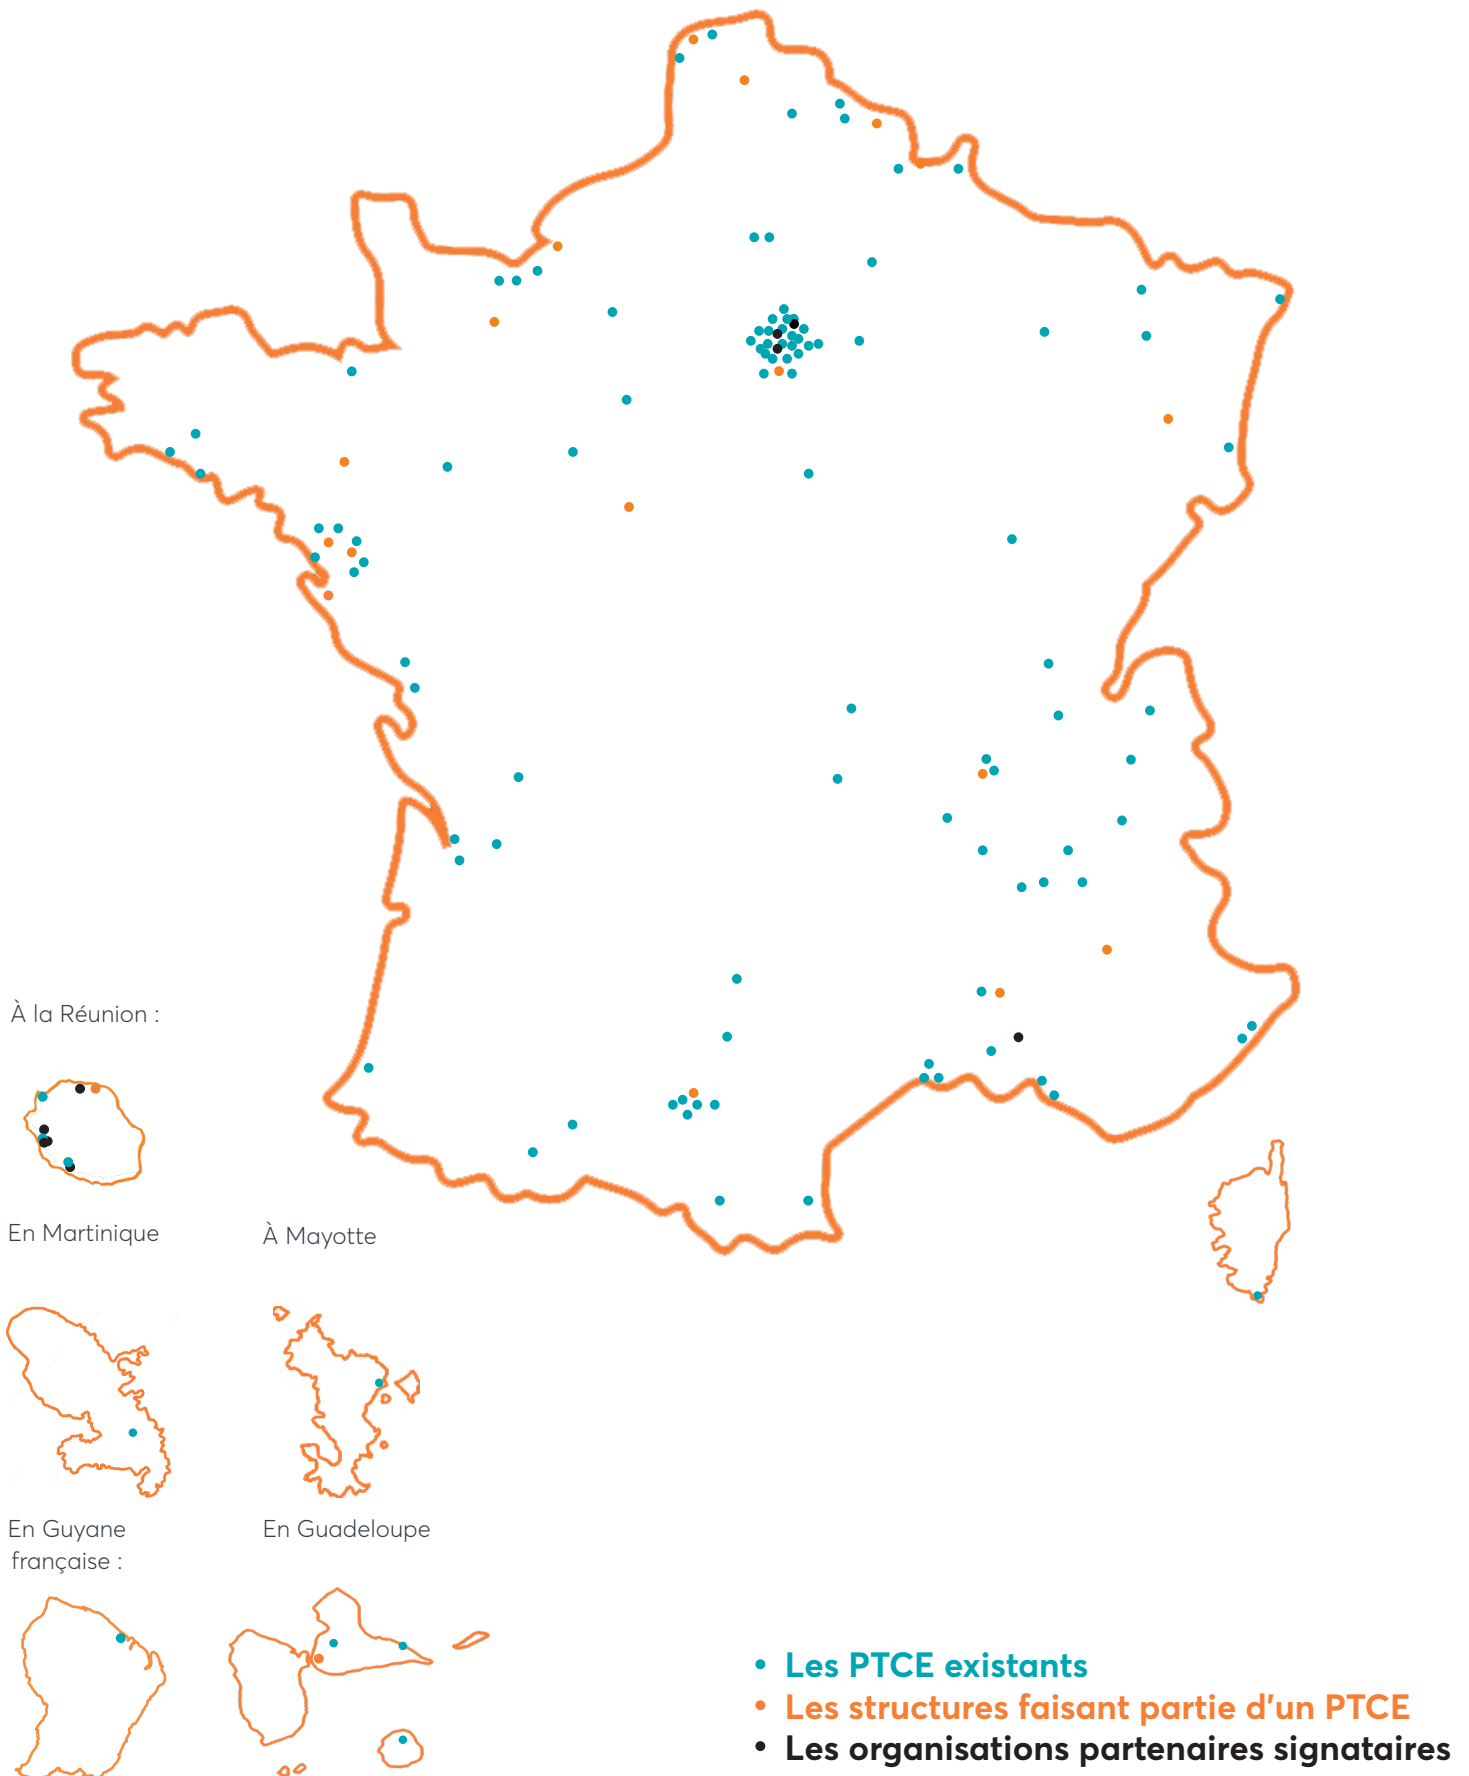 À la Réunion :
En Martinique
À Mayotte
En Guyane
française :
En Guadeloupe
• Les PTCE existants
• Les structures faisant partie d'un PTCE
• Les organisations partenaires signataires